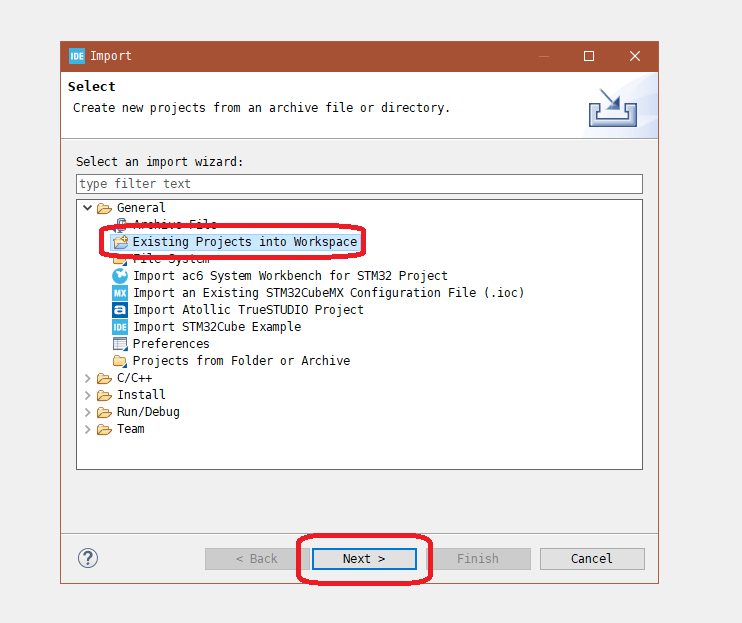 IDE Import
Select
Create new projects from an archive file or directory.
Select an import wizard:
type filter text
General
Archive File
Existing Projects into Workspace
File System
Import ac6 System Workbench for STM32 Project
MX Import an Existing STM32CubeMX Configuration File (.ioc)
a Import Atollic TrueSTUDIO Project
IDE Import STM32Cube Example
Preferences
Projects from Folder or Archive
C/C++
Install
Run/Debug
Team
? < Back Next > Finish Cancel